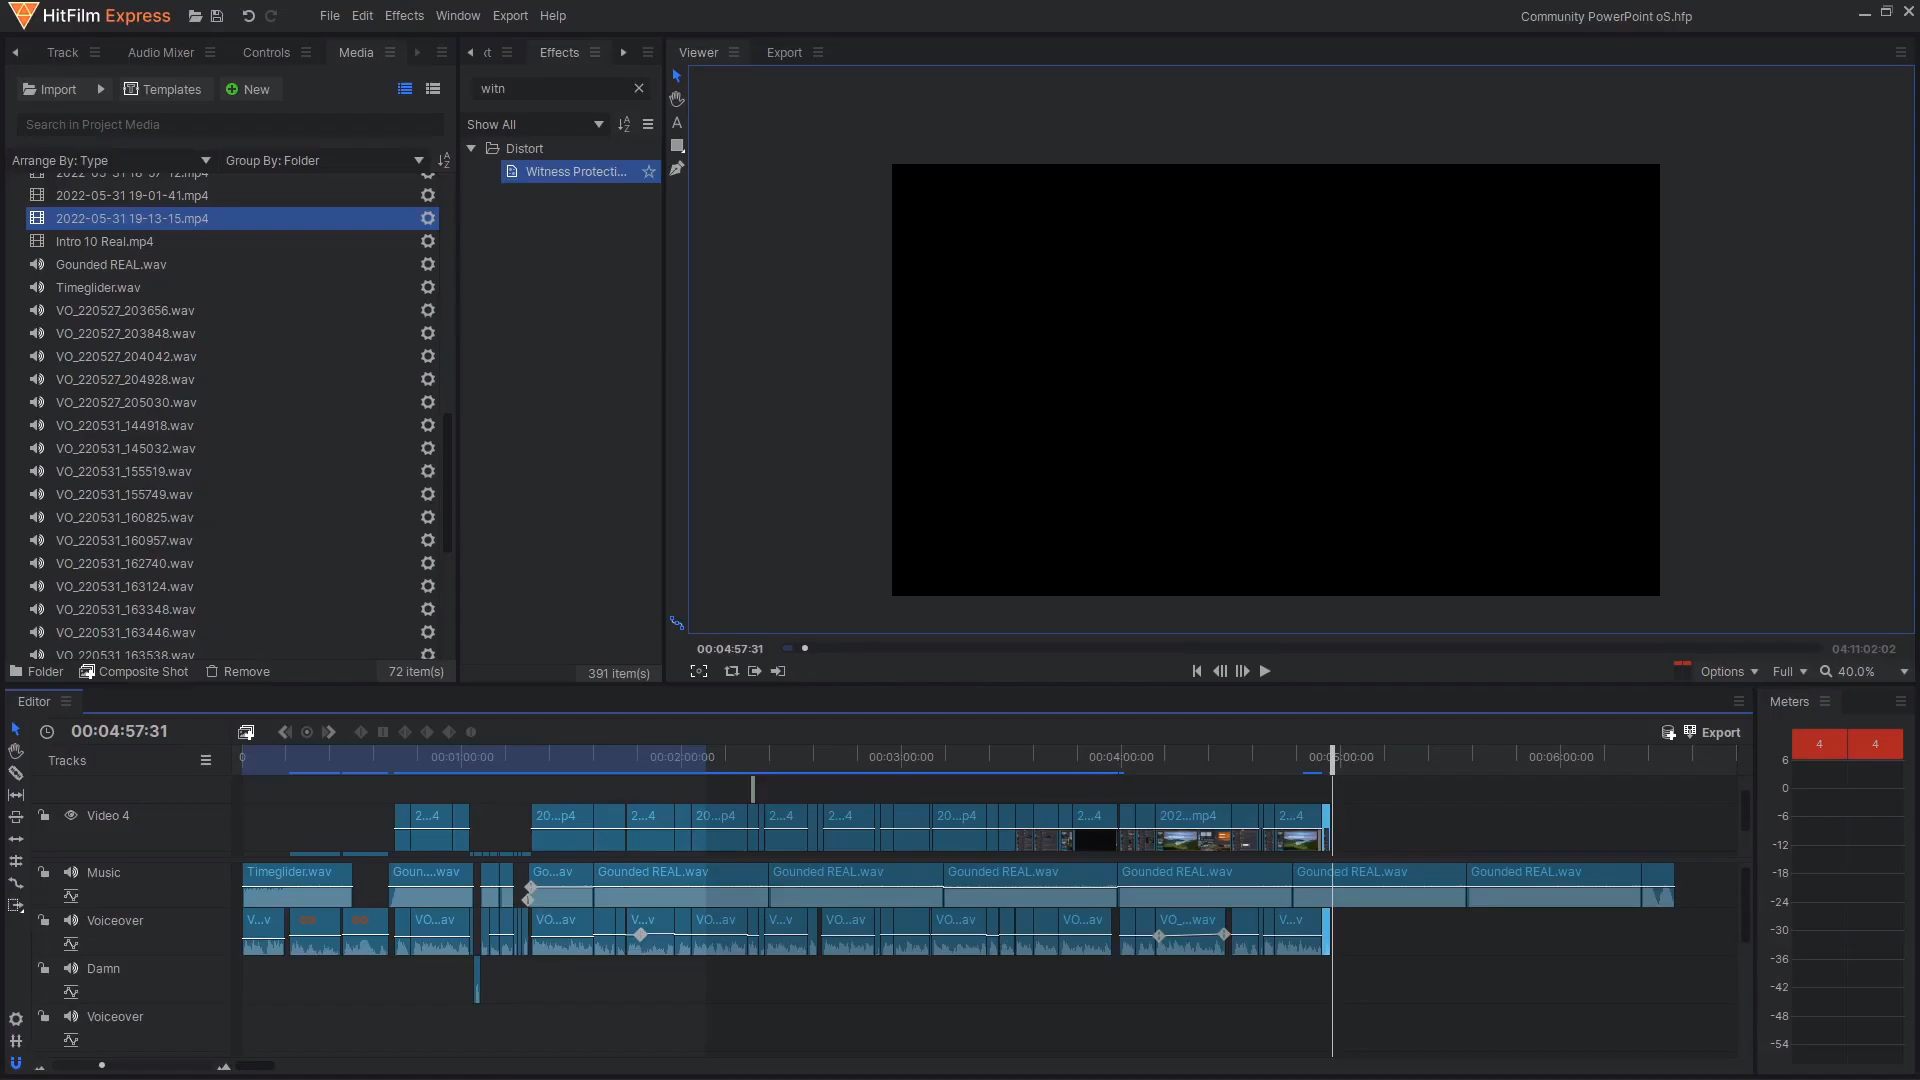 HitFilm Express
File Edit Effects Window Export Help
Community PowerPoint oS.hfp
Track Audio Mixer Controls Media
Effects
Viewer Export
Import Templates New
witn
Search in Project Media
Show All
Arrange By: Type Group By: Folder
Distort
Witness Protecti...
2022-05-31 18-57-12.mp4
2022-05-31 19-01-41.mp4
2022-05-31 19-13-15.mp4
Intro 10 Real.mp4
Gounded REAL.wav
Timeglider.wav
VO_220527_203656.wav
VO_220527_203848.wav
VO_220527_204042.wav
VO_220527_204928.wav
VO_220527_205030.wav
VO_220531_144918.wav
VO_220531_145032.wav
VO_220531_155519.wav
VO_220531_155749.wav
VO_220531_160825.wav
VO_220531_160957.wav
VO_220531_162740.wav
VO_220531_163124.wav
VO_220531_163348.wav
VO_220531_163446.wav
VO_220531_163538.wav
Folder Composite Shot Remove 72 item(s)
391 item(s)
00:04:57:31 04:11:02:02
Options Full 40.0%
Editor
Meters
00:04:57:31
Export
Tracks
0 00:01:00:00 00:02:00:00 00:03:00:00 00:04:00:00 00:05:00:00 00:06:00:00
Video 4
2...4 20...p4 2...4 20...p4 2...4 2...4 20...p4 2...4 202...mp4 2...4
Music
Timeglider.wav Goun....wav Go...av Gounded REAL.wav Gounded REAL.wav Gounded REAL.wav Gounded REAL.wav Gounded REAL.wav Gounded REAL.wav
Voiceover
V...v VO...av VO...av V...v VO...av V...v VO...av VO...av VO...av VO_...wav V...v
Damn
Voiceover
4 4
6
0
-6
-12
-18
-24
-30
-36
-42
-48
-54